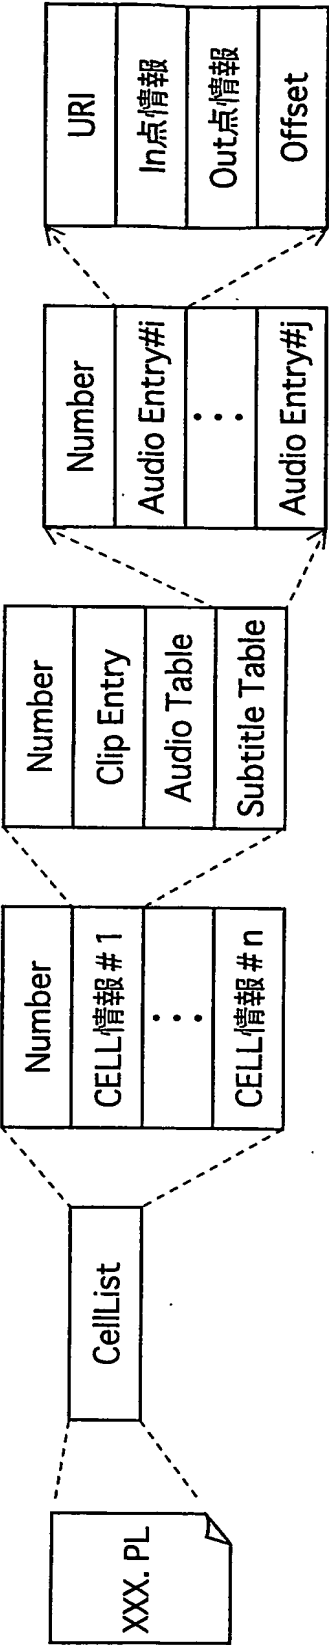 XXX. PL
CellList
Number
CELL情報＃1
CELL情報＃n
Number
Clip Entry
Audio Table
Subtitle Table
Number
Audio Entry#i
Audio Entry#j
URI
In点情報
Out点情報
Offset